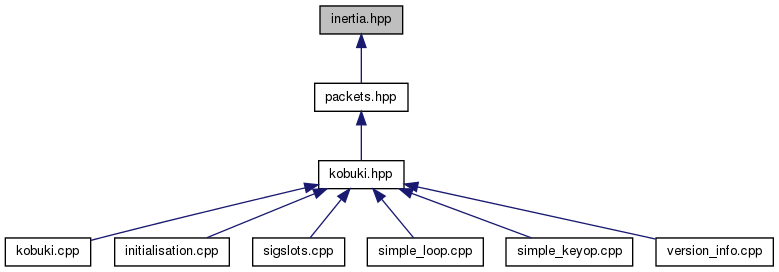 inertia.hpp
packets.hpp
kobuki.hpp
kobuki.cpp
initialisation.cpp
sigslots.cpp
simple_loop.cpp
simple_keyop.cpp
version_info.cpp